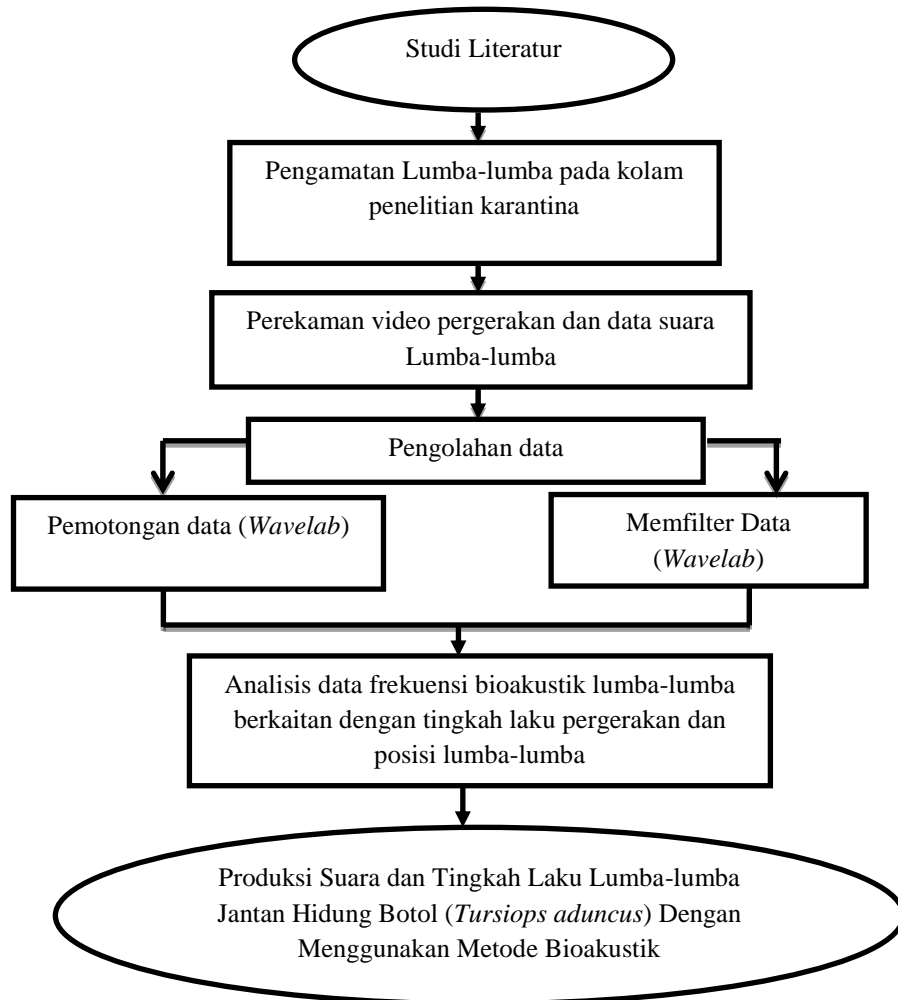 Studi Literatur
Pengamatan Lumba-lumba pada kolam
penelitian karantina
Perekaman video pergerakan dan data suara
Lumba-lumba
Pengolahan data
Pemotongan data (Wavelab)
Memfilter Data
(Wavelab)
Analisis data frekuensi bioakustik lumba-lumba
berkaitan dengan tingkah laku pergerakan dan
posisi lumba-lumba
Produksi Suara dan Tingkah Laku Lumba-lumba
Jantan Hidung Botol (Tursiops aduncus) Dengan
Menggunakan Metode Bioakustik